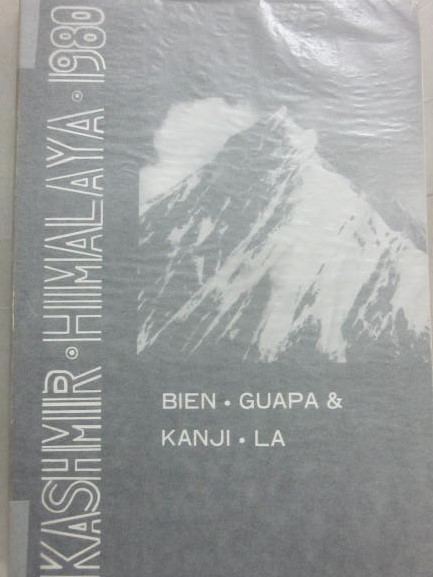 KASHMIR · HIMALAYA · 1980
BIEN · GUAPA &
KANJI · LA